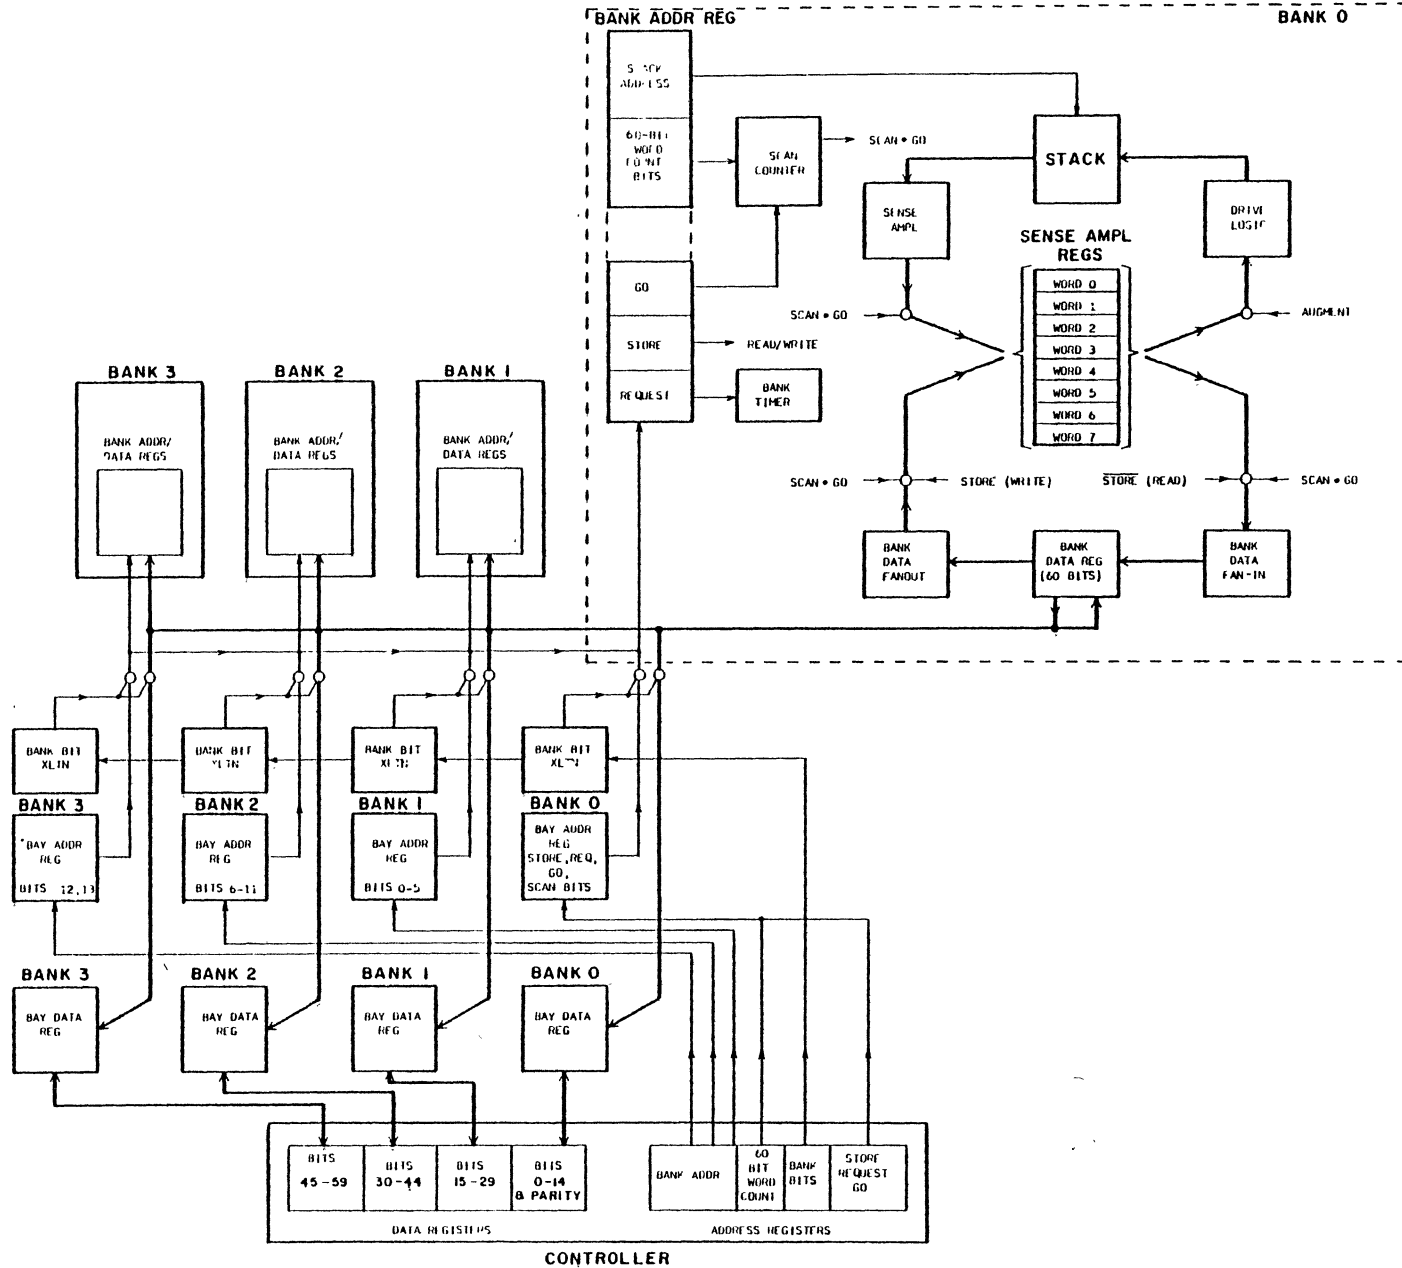 BANK ADDR REG
BANK 0
ADDRESS
60-BIT
WORD
BITS
SCAN
COUNTER
SCAN • GO
STACK
SENSE
AMPL
DRIVE
LOGIC
SENSE AMPL
REGS
WORD 0
WORD 1
WORD 2
WORD 3
WORD 4
WORD 5
WORD 6
WORD 7
GO
STORE
REQUEST
READ/WRITE
BANK
TIMER
SCAN • GO
AUGMENT
SCAN • GO
STORE (WRITE)
STORE (READ)
SCAN • GO
BANK
DATA
FANOUT
BANK
DATA REG
(60 BITS)
BANK
DATA
FAN-IN
BANK 3
BANK 2
BANK 1
BANK ADDR/
DATA REGS
BANK ADDR/
DATA REGS
BANK ADDR/
DATA REGS
BANK BIT
XLTN
BANK BIT
XLTN
BANK BIT
XLTN
BANK BIT
XLTN
BANK 3
BANK 2
BANK 1
BANK 0
BAY ADDR
REG
BITS 12,13
BAY ADDR
REG
BITS 6-11
BAY ADDR
REG
BITS 0-5
BAY ADDR
REG
STORE, REQ,
GO,
SCAN BITS
BANK 3
BANK 2
BANK 1
BANK 0
BAY DATA
REG
BAY DATA
REG
BAY DATA
REG
BAY DATA
REG
BITS
45-59
BITS
30-44
BITS
15-29
BITS
0-14
& PARITY
DATA REGISTERS
BANK ADDR
60
BIT
WORD
COUNT
BANK
BITS
STORE
REQUEST
GO
ADDRESS REGISTERS
CONTROLLER